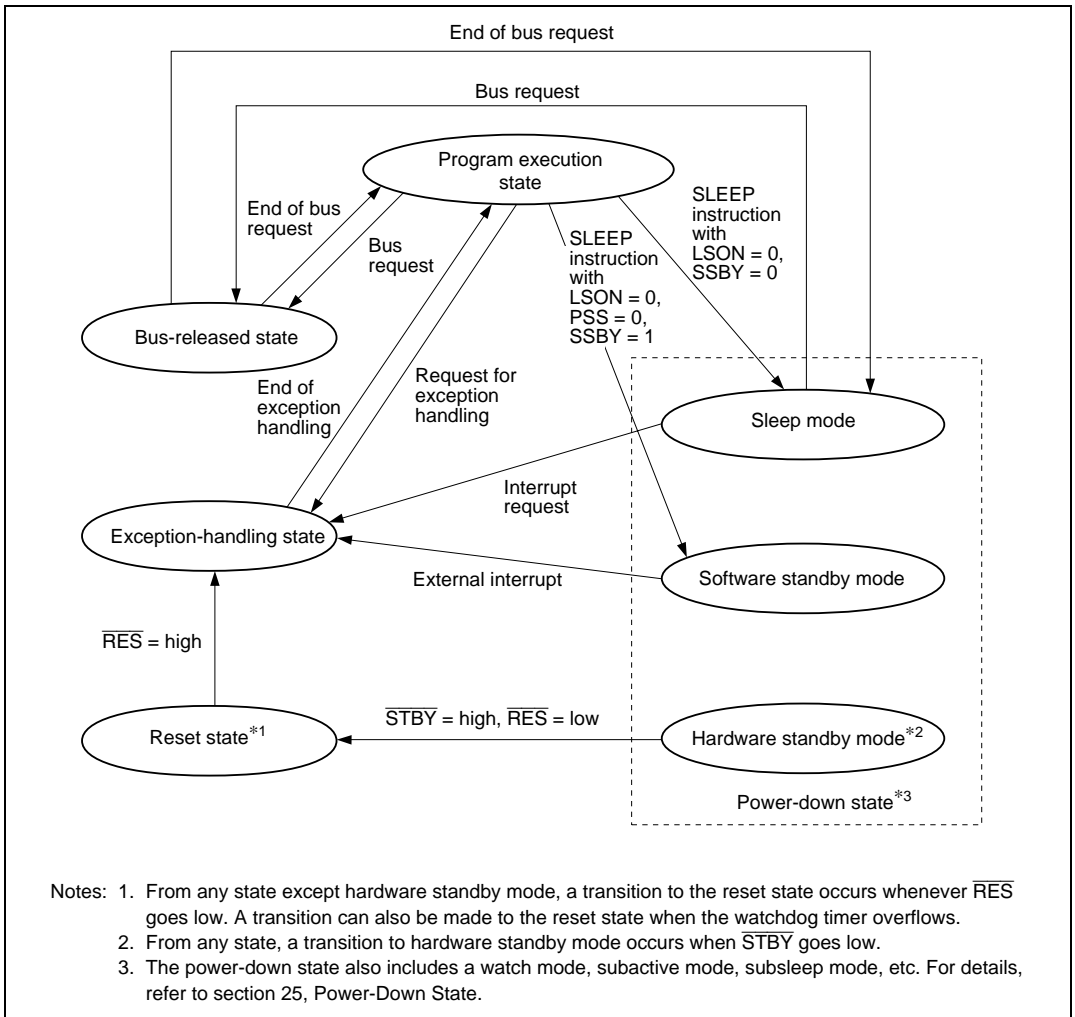 End of bus request
Bus request
Program execution
state
End of bus
request
Bus
request
SLEEP
instruction
with
LSON = 0,
PSS = 0,
SSBY = 1
SLEEP
instruction
with
LSON = 0,
SSBY = 0
Bus-released state
End of
exception
handling
Request for
exception
handling
Sleep mode
Interrupt
request
Exception-handling state
External interrupt
Software standby mode
R̅E̅S̅ = high
S̅T̅B̅Y̅ = high, R̅E̅S̅ = low
Reset state*1
Hardware standby mode*2
Power-down state*3
Notes: 1. From any state except hardware standby mode, a transition to the reset state occurs whenever R̅E̅S̅
goes low. A transition can also be made to the reset state when the watchdog timer overflows.
2. From any state, a transition to hardware standby mode occurs when S̅T̅B̅Y̅ goes low.
3. The power-down state also includes a watch mode, subactive mode, subsleep mode, etc. For details,
refer to section 25, Power-Down State.